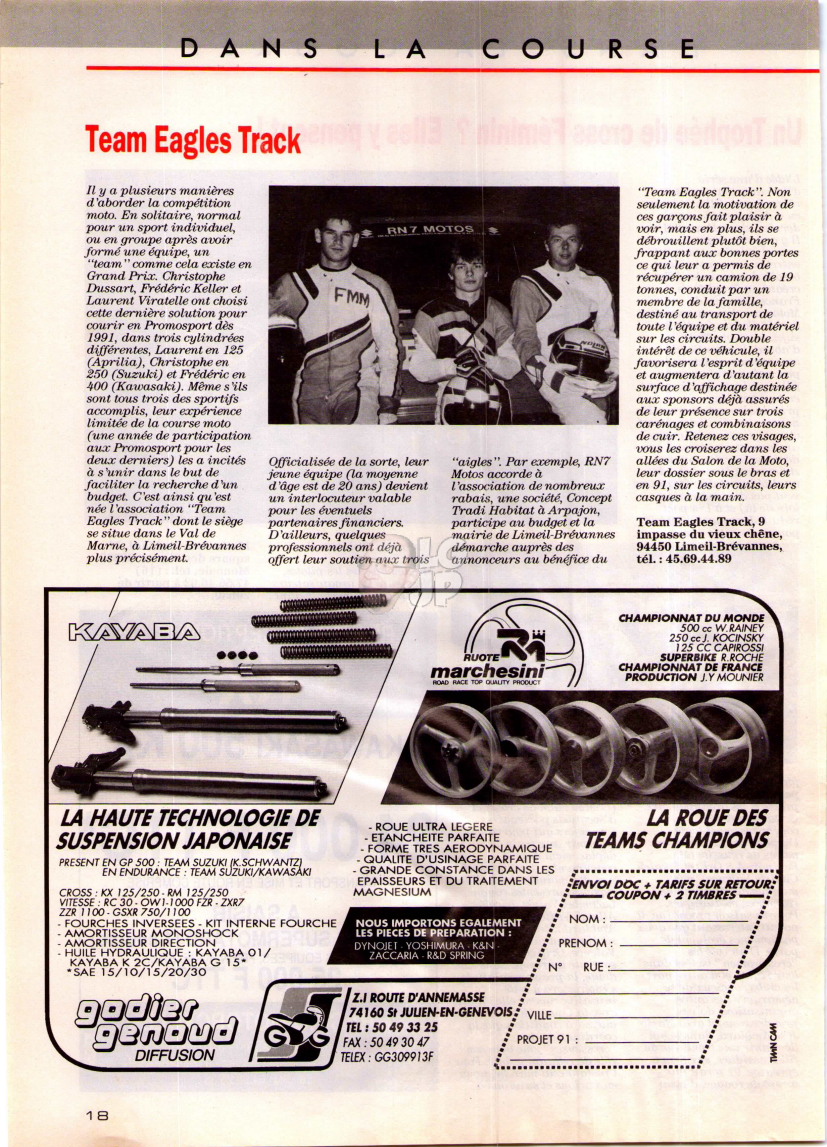 DANS LA COURSE
Team Eagles Track
Il y a plusieurs manières
d'aborder la compétition
moto. En solitaire, normal
pour un sport individuel,
ou en groupe après avoir
formé une équipe, un
"team" comme cela existe en
Grand Prix. Christophe
Dussart, Frédéric Keller et
Laurent Viratelle ont choisi
cette dernière solution pour
courir en Promosport dès
1991, dans trois cylindrées
différentes, Laurent en 125
(Aprilia), Christophe en
250 (Suzuki) et Frédéric en
400 (Kawasaki). Même s'ils
sont tous trois des sportifs
accomplis, leur expérience
limitée de la course moto
(une année de participation
aux Promosport pour les
deux derniers) les a incités
à s'unir dans le but de
faciliter la recherche d'un
budget. C'est ainsi qu'est
née l'association "Team
Eagles Track" dont le siège
se situe dans le Val de
Marne, à Limeil-Brévannes
plus précisément.
RN7 MOTOS
FMM
Officialisée de la sorte, leur
jeune équipe (la moyenne
d'âge est de 20 ans) devient
un interlocuteur valable
pour les éventuels
partenaires financiers.
D'ailleurs, quelques
professionnels ont déjà
offert leur soutien aux trois
"aigles". Par exemple, RN7
Motos accorde à
l'association de nombreux
rabais, une société, Concept
Tradi Habitat à Arpajon,
participe au budget et la
mairie de Limeil-Brévannes
démarche auprès des
annonceurs au bénéfice du
"Team Eagles Track". Non
seulement la motivation de
ces garçons fait plaisir à
voir, mais en plus, ils se
débrouillent plutôt bien,
frappant aux bonnes portes
ce qui leur a permis de
récupérer un camion de 19
tonnes, conduit par un
membre de la famille,
destiné au transport de
toute l'équipe et du matériel
sur les circuits. Double
intérêt de ce véhicule, il
favorisera l'esprit d'équipe
et augmentera d'autant la
surface d'affichage destinée
aux sponsors déjà assurés
de leur présence sur trois
carénages et combinaisons
de cuir. Retenez ces visages,
vous les croiserez dans les
allées du Salon de la Moto,
leur dossier sous le bras et
en 91, sur les circuits, leurs
casques à la main.
Team Eagles Track, 9
impasse du vieux chêne,
94450 Limeil-Brévannes,
tél. : 45.69.44.89
KAYABA
LA HAUTE TECHNOLOGIE DE
SUSPENSION JAPONAISE
PRESENT EN GP 500 : TEAM SUZUKI (K.SCHWANTZ)
EN ENDURANCE : TEAM SUZUKI/KAWASAKI
CROSS : KX 125/250 - RM 125/250
VITESSE : RC 30 - OW1-1000 FZR - ZXR7
ZZR 1100 - GSXR 750/1100
- FOURCHES INVERSEES - KIT INTERNE FOURCHE
- AMORTISSEUR MONOSHOCK
- AMORTISSEUR DIRECTION
- HUILE HYDRAULIQUE : KAYABA 01/
KAYABA K 2C/KAYABA G 15*
*SAE 15/10/15/20/30
RUOTE
marchesini
ROAD RACE TOP QUALITY PRODUCT
CHAMPIONNAT DU MONDE
500 cc W.RAINEY
250 cc J. KOCINSKY
125 CC CAPIROSSI
SUPERBIKE R.ROCHE
CHAMPIONNAT DE FRANCE
PRODUCTION J.Y MOUNIER
LA ROUE DES
TEAMS CHAMPIONS
- ROUE ULTRA LEGERE
- ETANCHEITE PARFAITE
- FORME TRES AERODYNAMIQUE
- QUALITE D'USINAGE PARFAITE
- GRANDE CONSTANCE DANS LES
EPAISSEURS ET DU TRAITEMENT
MAGNESIUM
NOUS IMPORTONS EGALEMENT
LES PIECES DE PREPARATION :
DYNOJET - YOSHIMURA - K&N -
ZACCARIA - R&D SPRING
ENVOI DOC + TARIFS SUR RETOUR
COUPON + 2 TIMBRES
NOM :
PRENOM :
N° RUE :
VILLE
PROJET 91 :
godier
genoud
DIFFUSION
GG
Z.I ROUTE D'ANNEMASSE
74160 St JULIEN-EN-GENEVOIS
TEL : 50 49 33 25
FAX : 50 49 30 47
TELEX : GG309913F
TWIN CAM
18